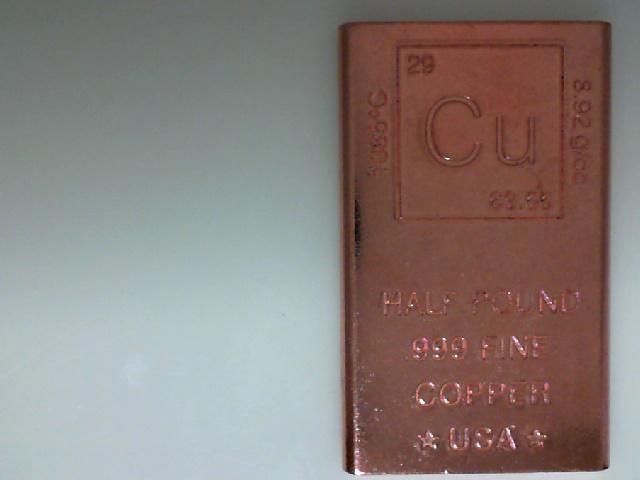 29
Cu
63.55
1085°C
8.92 g/cc
HALF POUND
.999 FINE
COPPER
★ USA ★